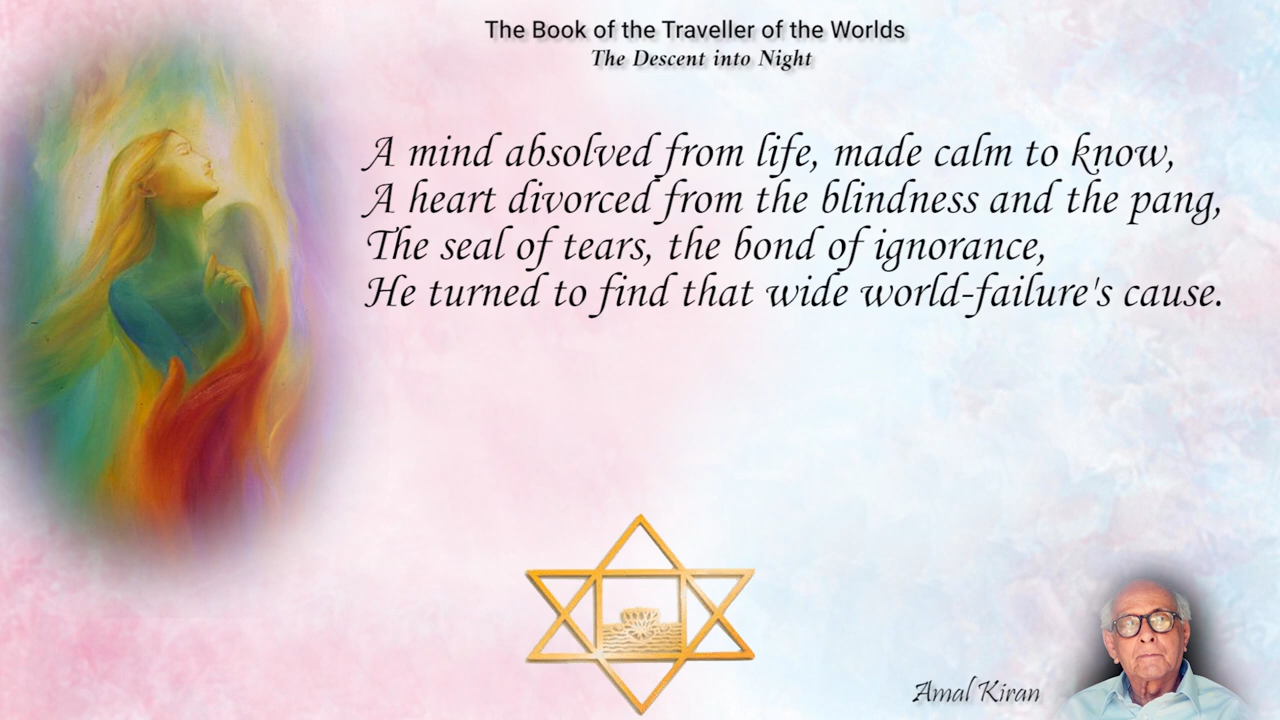 The Book of the Traveller of the Worlds
The Descent into Night
A mind absolved from life, made calm to know,
A heart divorced from the blindness and the pang,
The seal of tears, the bond of ignorance,
He turned to find that wide world-failure's cause.
Amal Kiran